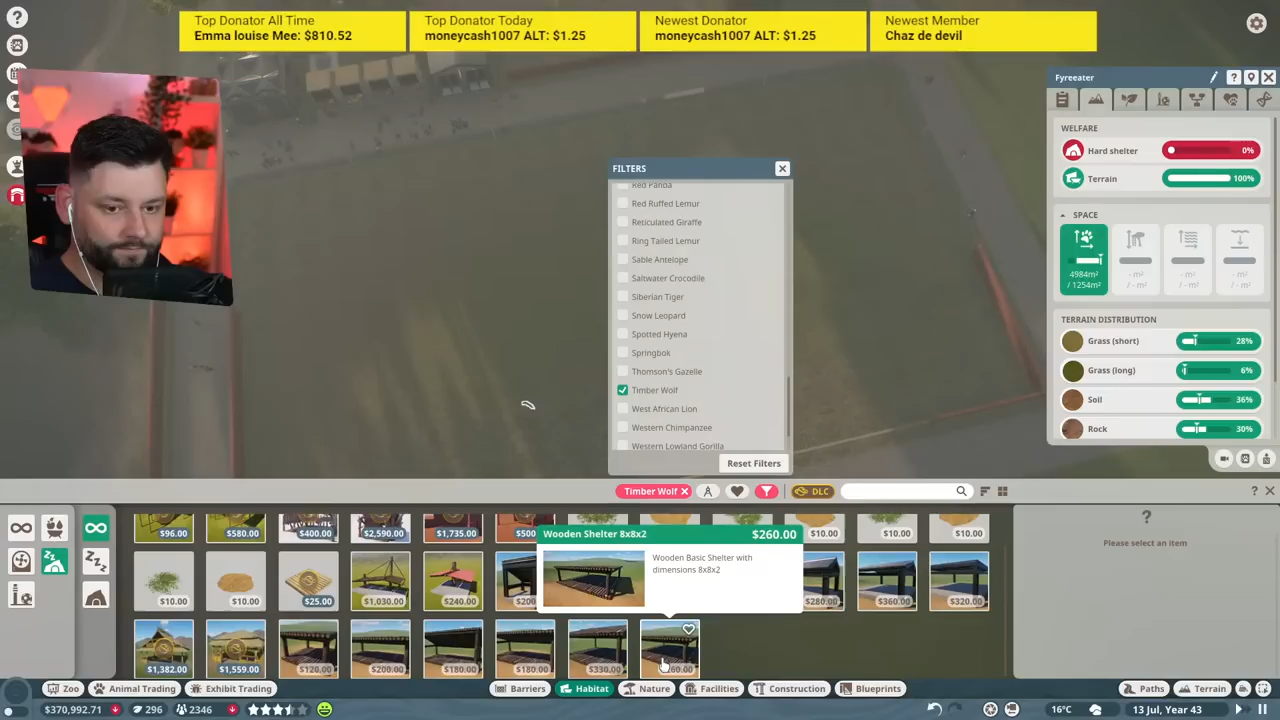 Top Donator All Time
Emma louise Mee: $810.52
Top Donator Today
moneycash1007 ALT: $1.25
Newest Donator
moneycash1007 ALT: $1.25
Newest Member
Chaz de devil
Fyreeater
WELFARE
Hard shelter 0%
Terrain 100%
SPACE
4984m² / 1254m²
- m² / - m²
- m² / - m²
- m² / - m²
TERRAIN DISTRIBUTION
Grass (short) 28%
Grass (long) 6%
Soil 36%
Rock 30%
FILTERS
Red Panda
Red Ruffed Lemur
Reticulated Giraffe
Ring Tailed Lemur
Sable Antelope
Saltwater Crocodile
Siberian Tiger
Snow Leopard
Spotted Hyena
Springbok
Thomson's Gazelle
Timber Wolf
West African Lion
Western Chimpanzee
Western Lowland Gorilla
Reset Filters
Timber Wolf
DLC
Please select an item
$96.00 $580.00 $400.00 $2,590.00 $1,735.00 $10.00 $10.00 $10.00
Wooden Shelter 8x8x2 $260.00
Wooden Basic Shelter with
dimensions 8x8x2
$10.00 $10.00 $25.00 $1,030.00 $240.00 $280.00 $360.00 $320.00
$1,382.00 $1,559.00 $120.00 $200.00 $180.00 $180.00 $330.00
Zoo Animal Trading Exhibit Trading Barriers Habitat Nature Facilities Construction Blueprints Paths Terrain
$370,992.71 296 2346 16°C 13 Jul, Year 43